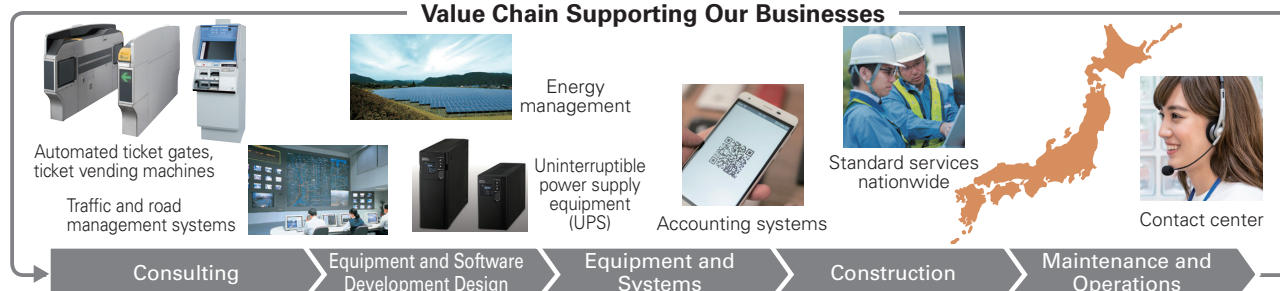 Value Chain Supporting Our Businesses
Automated ticket gates,
ticket vending machines
Traffic and road
management systems
Energy
management
Uninterruptible
power supply
equipment
(UPS)
Accounting systems
Standard services
nationwide
Contact center
Consulting
Equipment and Software
Development Design
Equipment and
Systems
Construction
Maintenance and
Operations